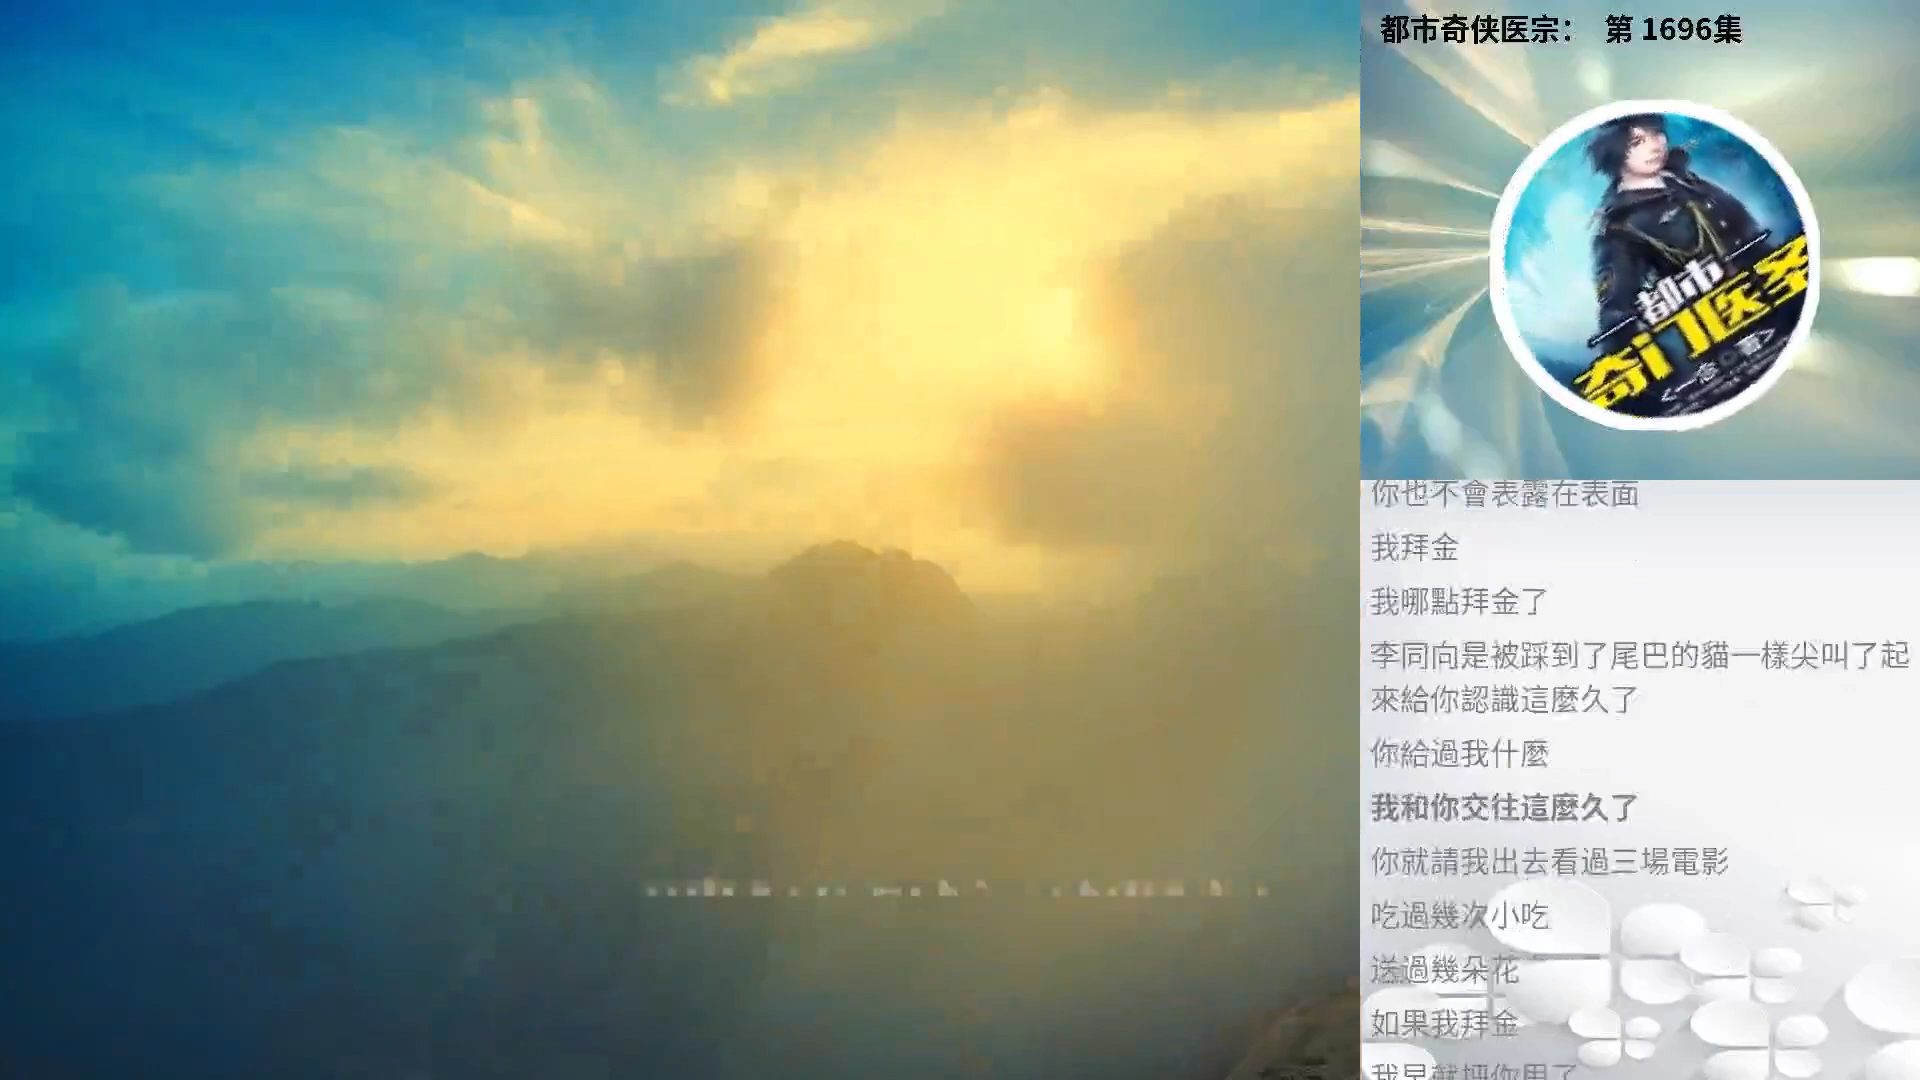 都市奇侠医宗： 第 1696集
都市
奇门医圣
你也不會表露在表面
我拜金
我哪點拜金了
李同向是被踩到了尾巴的貓一樣尖叫了起
來給你認識這麼久了
你給過我什麼
我和你交往這麼久了
你就請我出去看過三場電影
吃過幾次小吃
送過幾朵花
如果我拜金